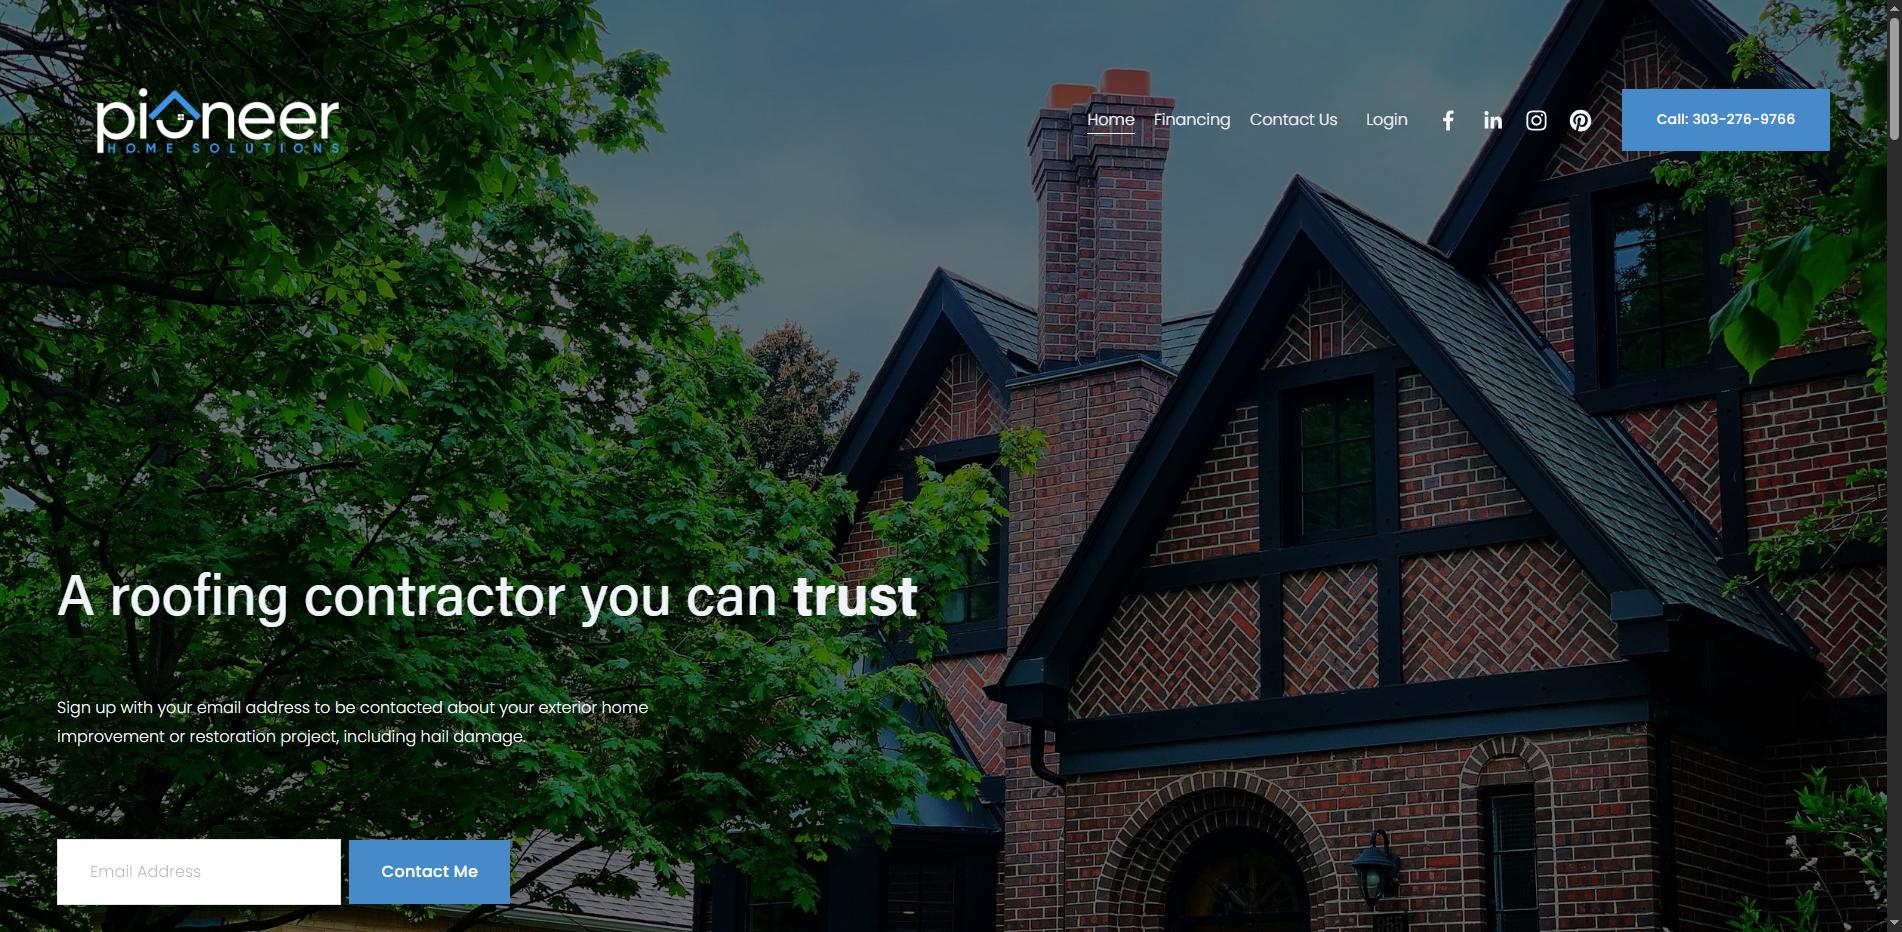 pioneer
HOME SOLUTIONS
Home Financing Contact Us Login Call: 303-276-9766
A roofing contractor you can trust
Sign up with your email address to be contacted about your exterior home
improvement or restoration project, including hail damage.
Email Address Contact Me